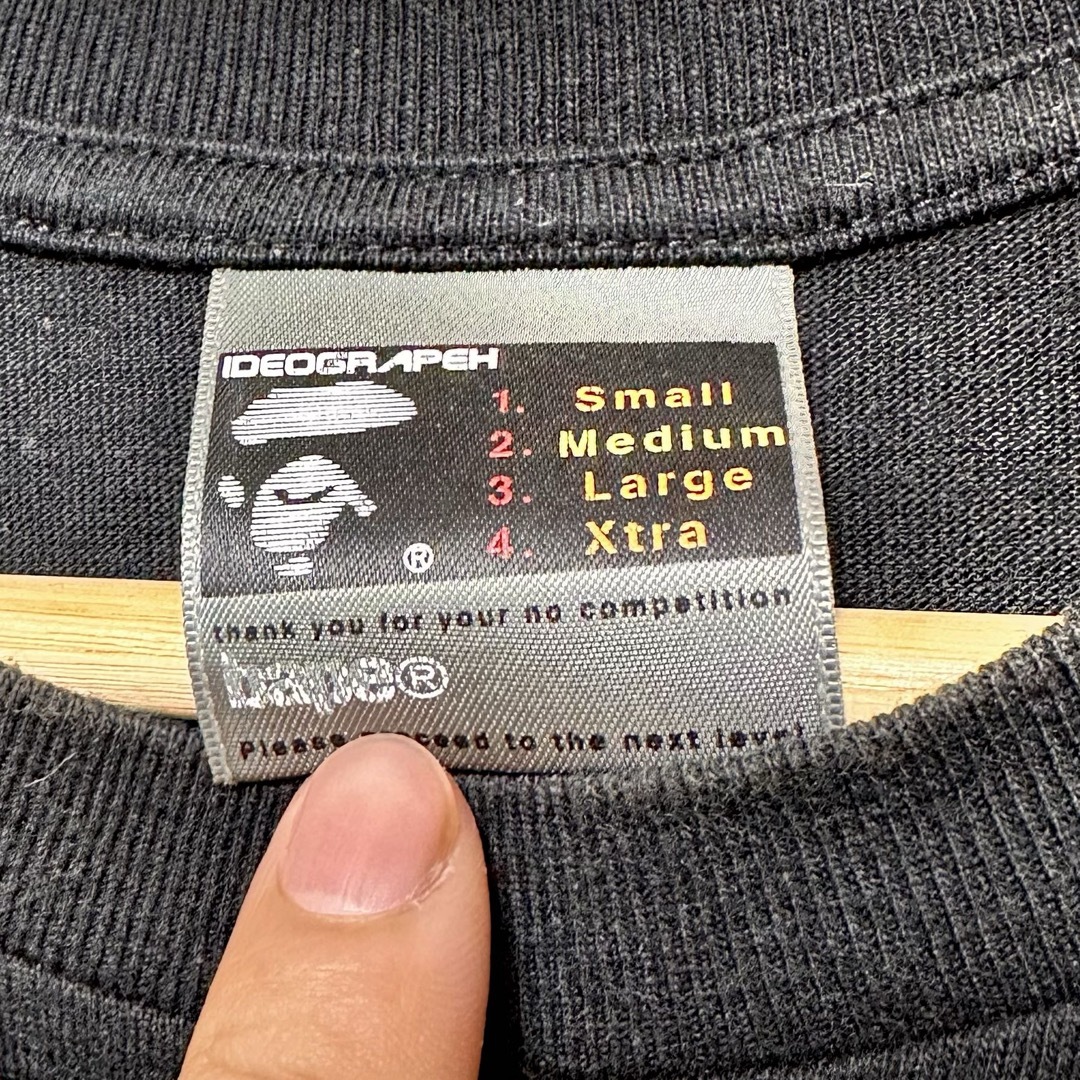 IDEOGRAPEH
1. Small
2. Medium
3. Large
4. Xtra
®
thank you for your no competition
bape®
Please to the next level